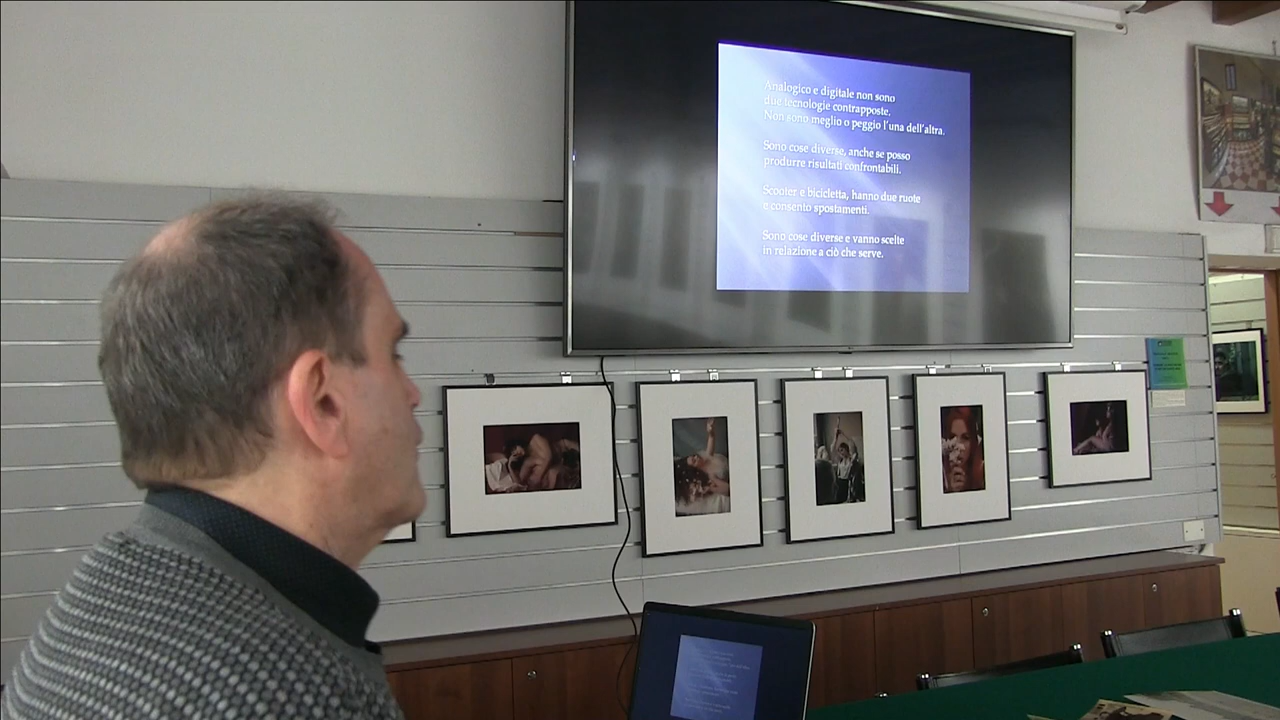 Analogico e digitale non sono
due tecnologie contrapposte.
Non sono meglio o peggio l'una dell'altra.
Sono cose diverse, anche se posso
produrre risultati confrontabili.
Scooter e bicicletta, hanno due ruote
e consento spostamenti.
Sono cose diverse e vanno scelte
in relazione a ciò che serve.